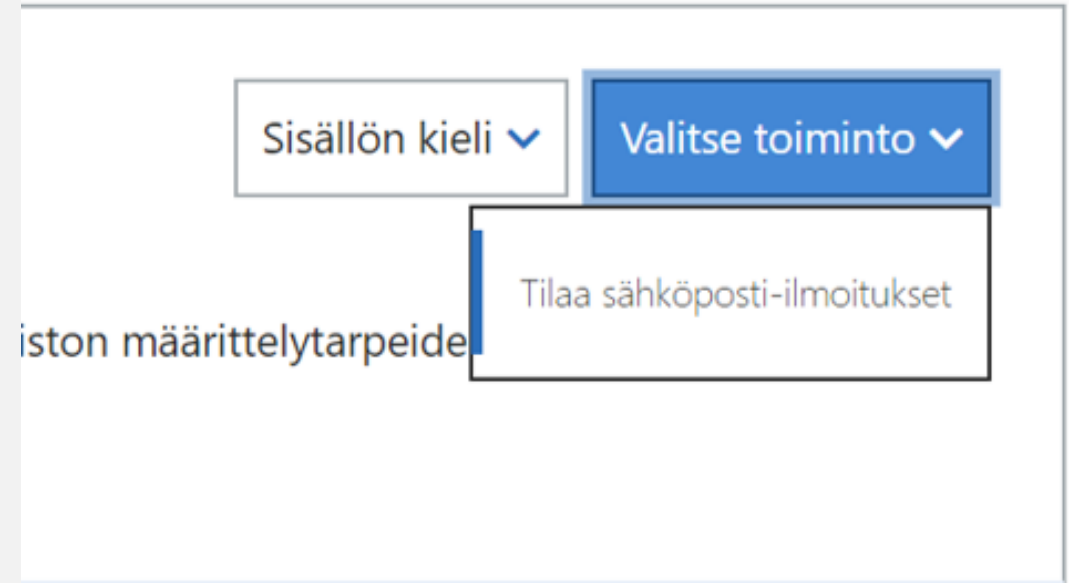 Sisällön kieli
Valitse toiminto
Tilaa sähköposti-ilmoitukset
iston määrittelytarpeide